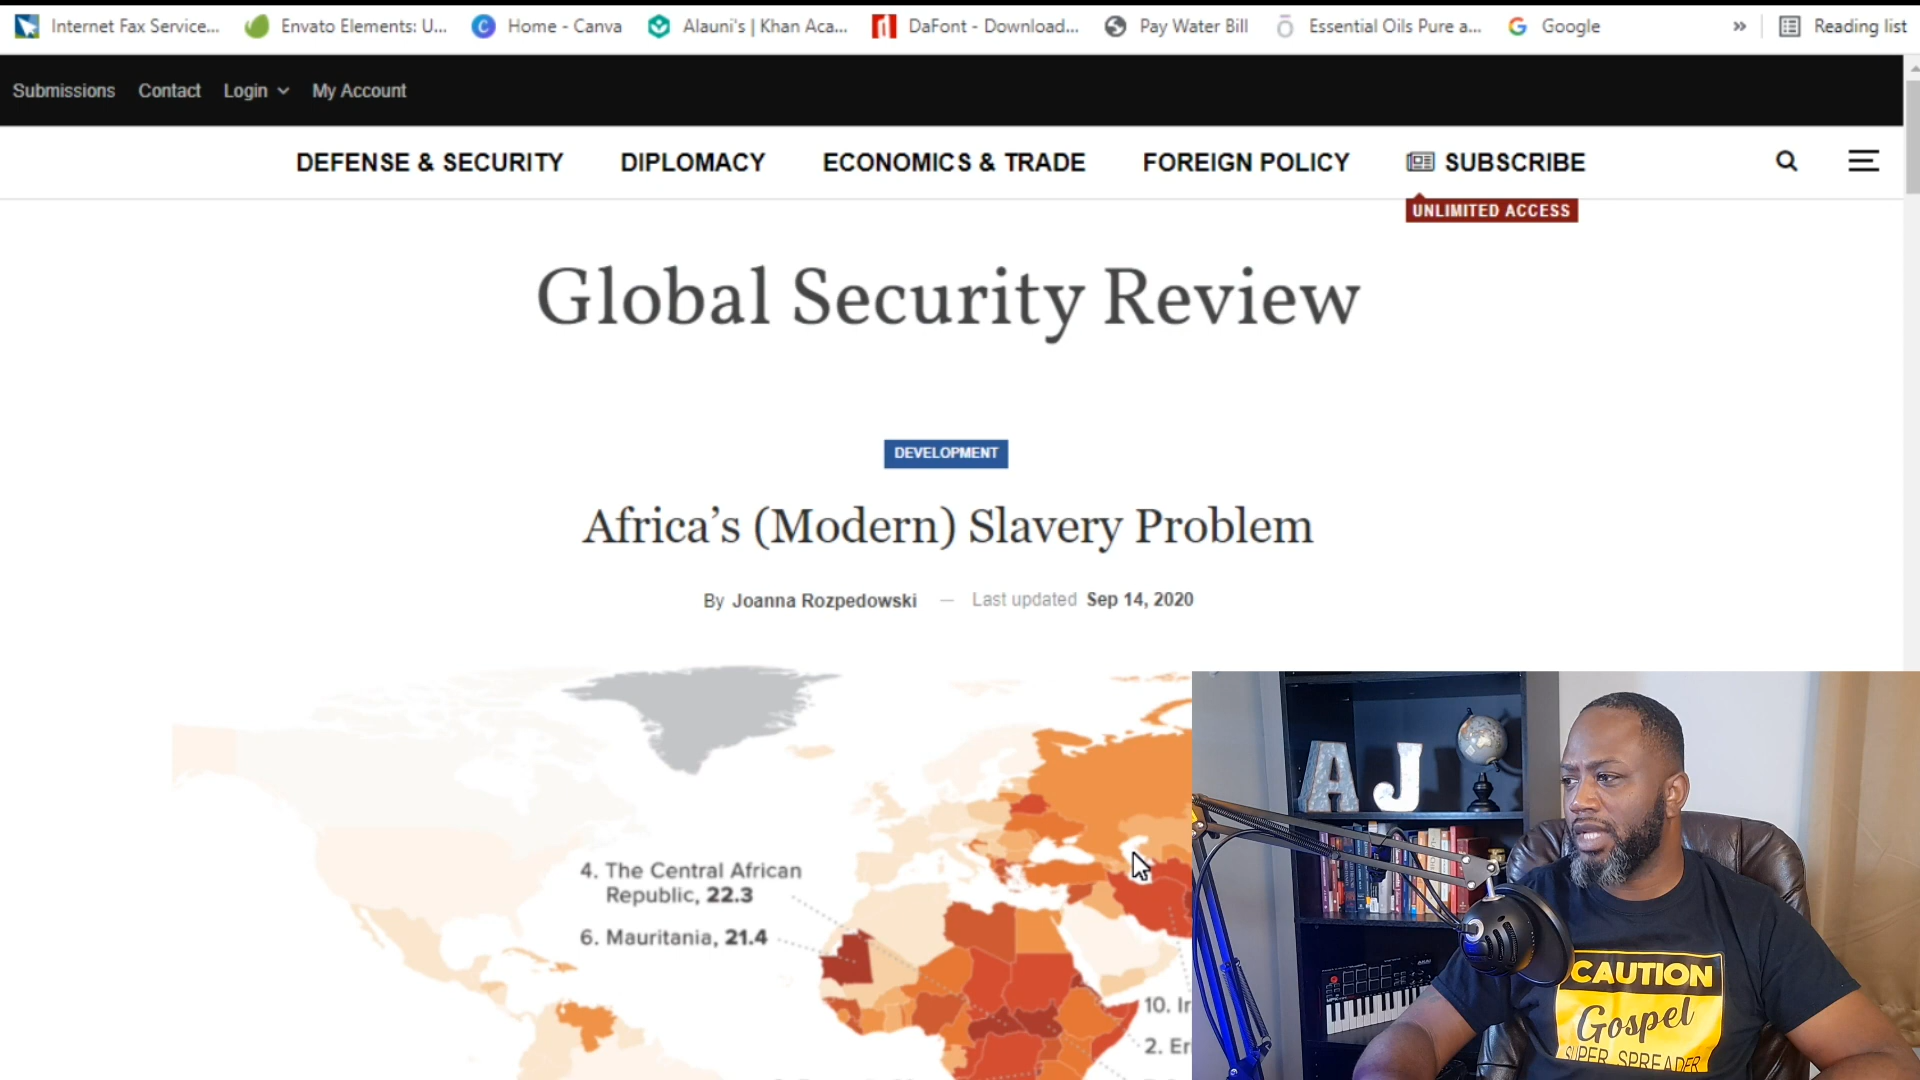 Internet Fax Service... Envato Elements: U... Home - Canva Alauni's | Khan Aca... DaFont - Download... Pay Water Bill Essential Oils Pure a... Google » Reading list
Submissions Contact Login My Account
DEFENSE & SECURITY DIPLOMACY ECONOMICS & TRADE FOREIGN POLICY SUBSCRIBE
UNLIMITED ACCESS
Global Security Review
DEVELOPMENT
Africa's (Modern) Slavery Problem
By Joanna Rozpedowski — Last updated Sep 14, 2020
4. The Central African
Republic, 22.3
6. Mauritania, 21.4
10. Ir
2. Er
A J
CAUTION
Gospel
SUPER SPREADER